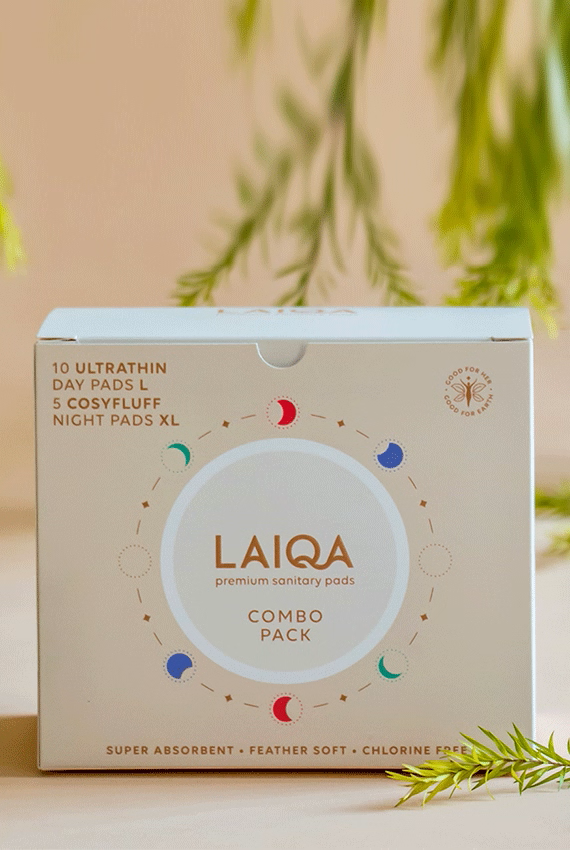 LAIQA
10 ULTRATHIN
DAY PADS L
5 COSYFLUFF
NIGHT PADS XL
GOOD FOR HER
GOOD FOR EARTH
LAIQA
premium sanitary pads
COMBO
PACK
SUPER ABSORBENT • FEATHER SOFT • CHLORINE FREE